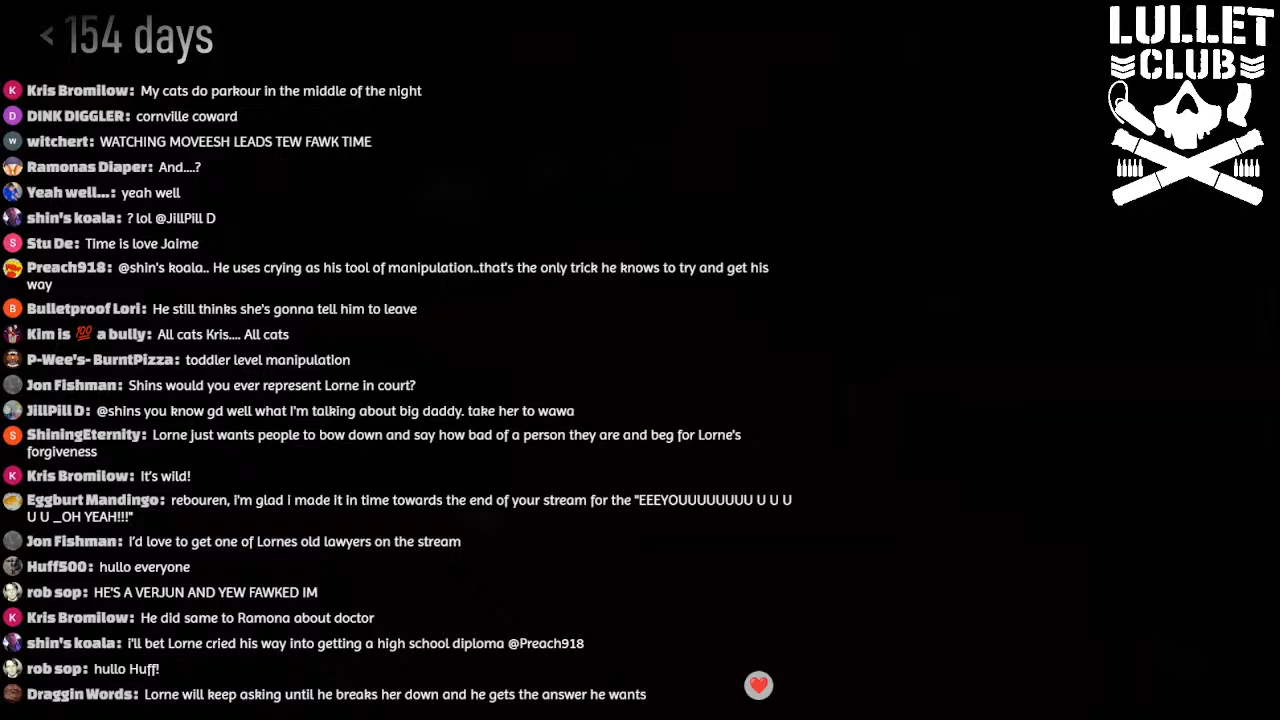 < 154 days
LULLET
CLUB
K Kris Bromilow: My cats do parkour in the middle of the night
D DINK DIGGLER: cornville coward
w witchert: WATCHING MOVEESH LEADS TEW FAWK TIME
Ramonas Diaper: And....?
Yeah well...: yeah well
shin's koala: ? lol @JillPill D
S Stu De: Time is love Jaime
Preach918: @shin's koala.. He uses crying as his tool of manipulation..that's the only trick he knows to try and get his
way
B Bulletproof Lori: He still thinks she's gonna tell him to leave
Kim is 💯 a bully: All cats Kris.... All cats
P-Wee's- BurntPizza: toddler level manipulation
Jon Fishman: Shins would you ever represent Lorne in court?
JillPill D: @shins you know gd well what I'm talking about big daddy. take her to wawa
S ShiningEternity: Lorne just wants people to bow down and say how bad of a person they are and beg for Lorne's
forgiveness
K Kris Bromilow: It's wild!
Eggburt Mandingo: rebouren, i'm glad i made it in time towards the end of your stream for the "EEEYOUUUUUUUU U U U
U U _OH YEAH!!!"
Jon Fishman: I'd love to get one of Lornes old lawyers on the stream
Huff500: hullo everyone
rob sop: HE'S A VERJUN AND YEW FAWKED IM
K Kris Bromilow: He did same to Ramona about doctor
shin's koala: i'll bet Lorne cried his way into getting a high school diploma @Preach918
rob sop: hullo Huff!
Draggin Words: Lorne will keep asking until he breaks her down and he gets the answer he wants